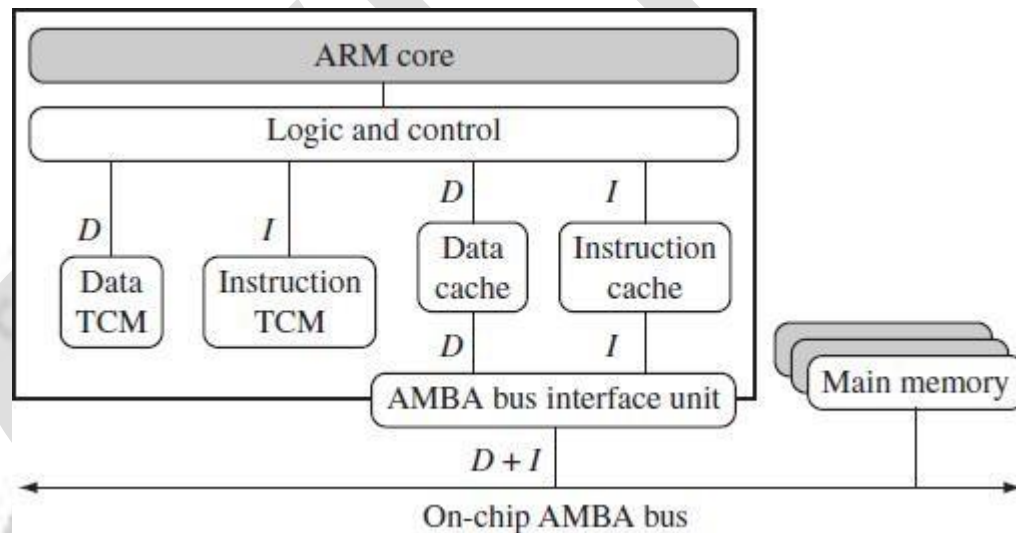 ARM core
Logic and control
D
I
D
I
Data
TCM
Instruction
TCM
Data
cache
Instruction
cache
D
I
AMBA bus interface unit
Main memory
D + I
On-chip AMBA bus